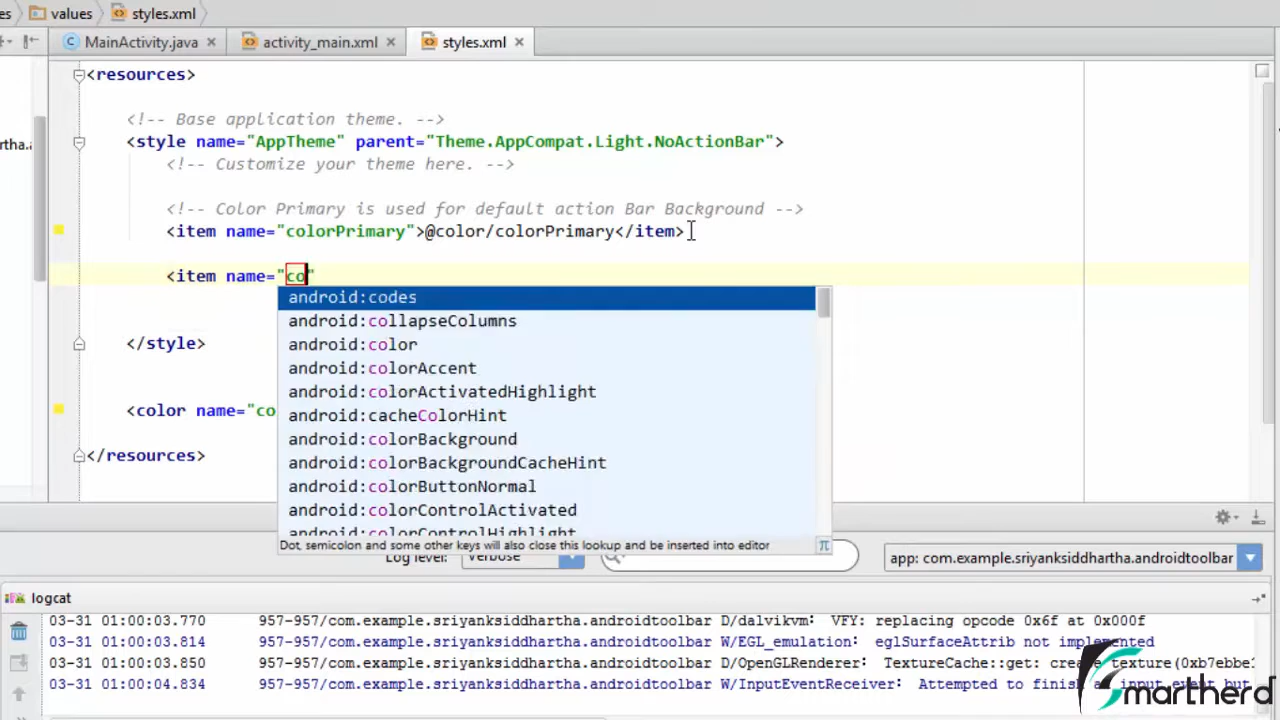 es values styles.xml
MainActivity.java activity_main.xml styles.xml
<resources>
<!-- Base application theme. -->
<style name="AppTheme" parent="Theme.AppCompat.Light.NoActionBar">
<!-- Customize your theme here. -->
<!-- Color Primary is used for default action Bar Background -->
<item name="colorPrimary">@color/colorPrimary</item>
<item name="co"
android:codes
android:collapseColumns
android:color
android:colorAccent
android:colorActivatedHighlight
android:cacheColorHint
android:colorBackground
android:colorBackgroundCacheHint
android:colorButtonNormal
android:colorControlActivated
android:colorControlHighlight
Dot, semicolon and some other keys will also close this lookup and be inserted into editor π
</style>
<color name="co
</resources>
Log level: Verbose app: com.example.sriyanksiddhartha.androidtoolbar
logcat
03-31 01:00:03.770 957-957/com.example.sriyanksiddhartha.androidtoolbar D/dalvikvm: VFY: replacing opcode 0x6f at 0x000f
03-31 01:00:03.814 957-957/com.example.sriyanksiddhartha.androidtoolbar W/EGL_emulation: eglSurfaceAttrib not implemented
03-31 01:00:03.850 957-957/com.example.sriyanksiddhartha.androidtoolbar D/OpenGLRenderer: TextureCache::get: create texture(0xb7ebbe1
03-31 01:00:04.834 957-957/com.example.sriyanksiddhartha.androidtoolbar W/InputEventReceiver: Attempted to finish an input event but
Smartherd